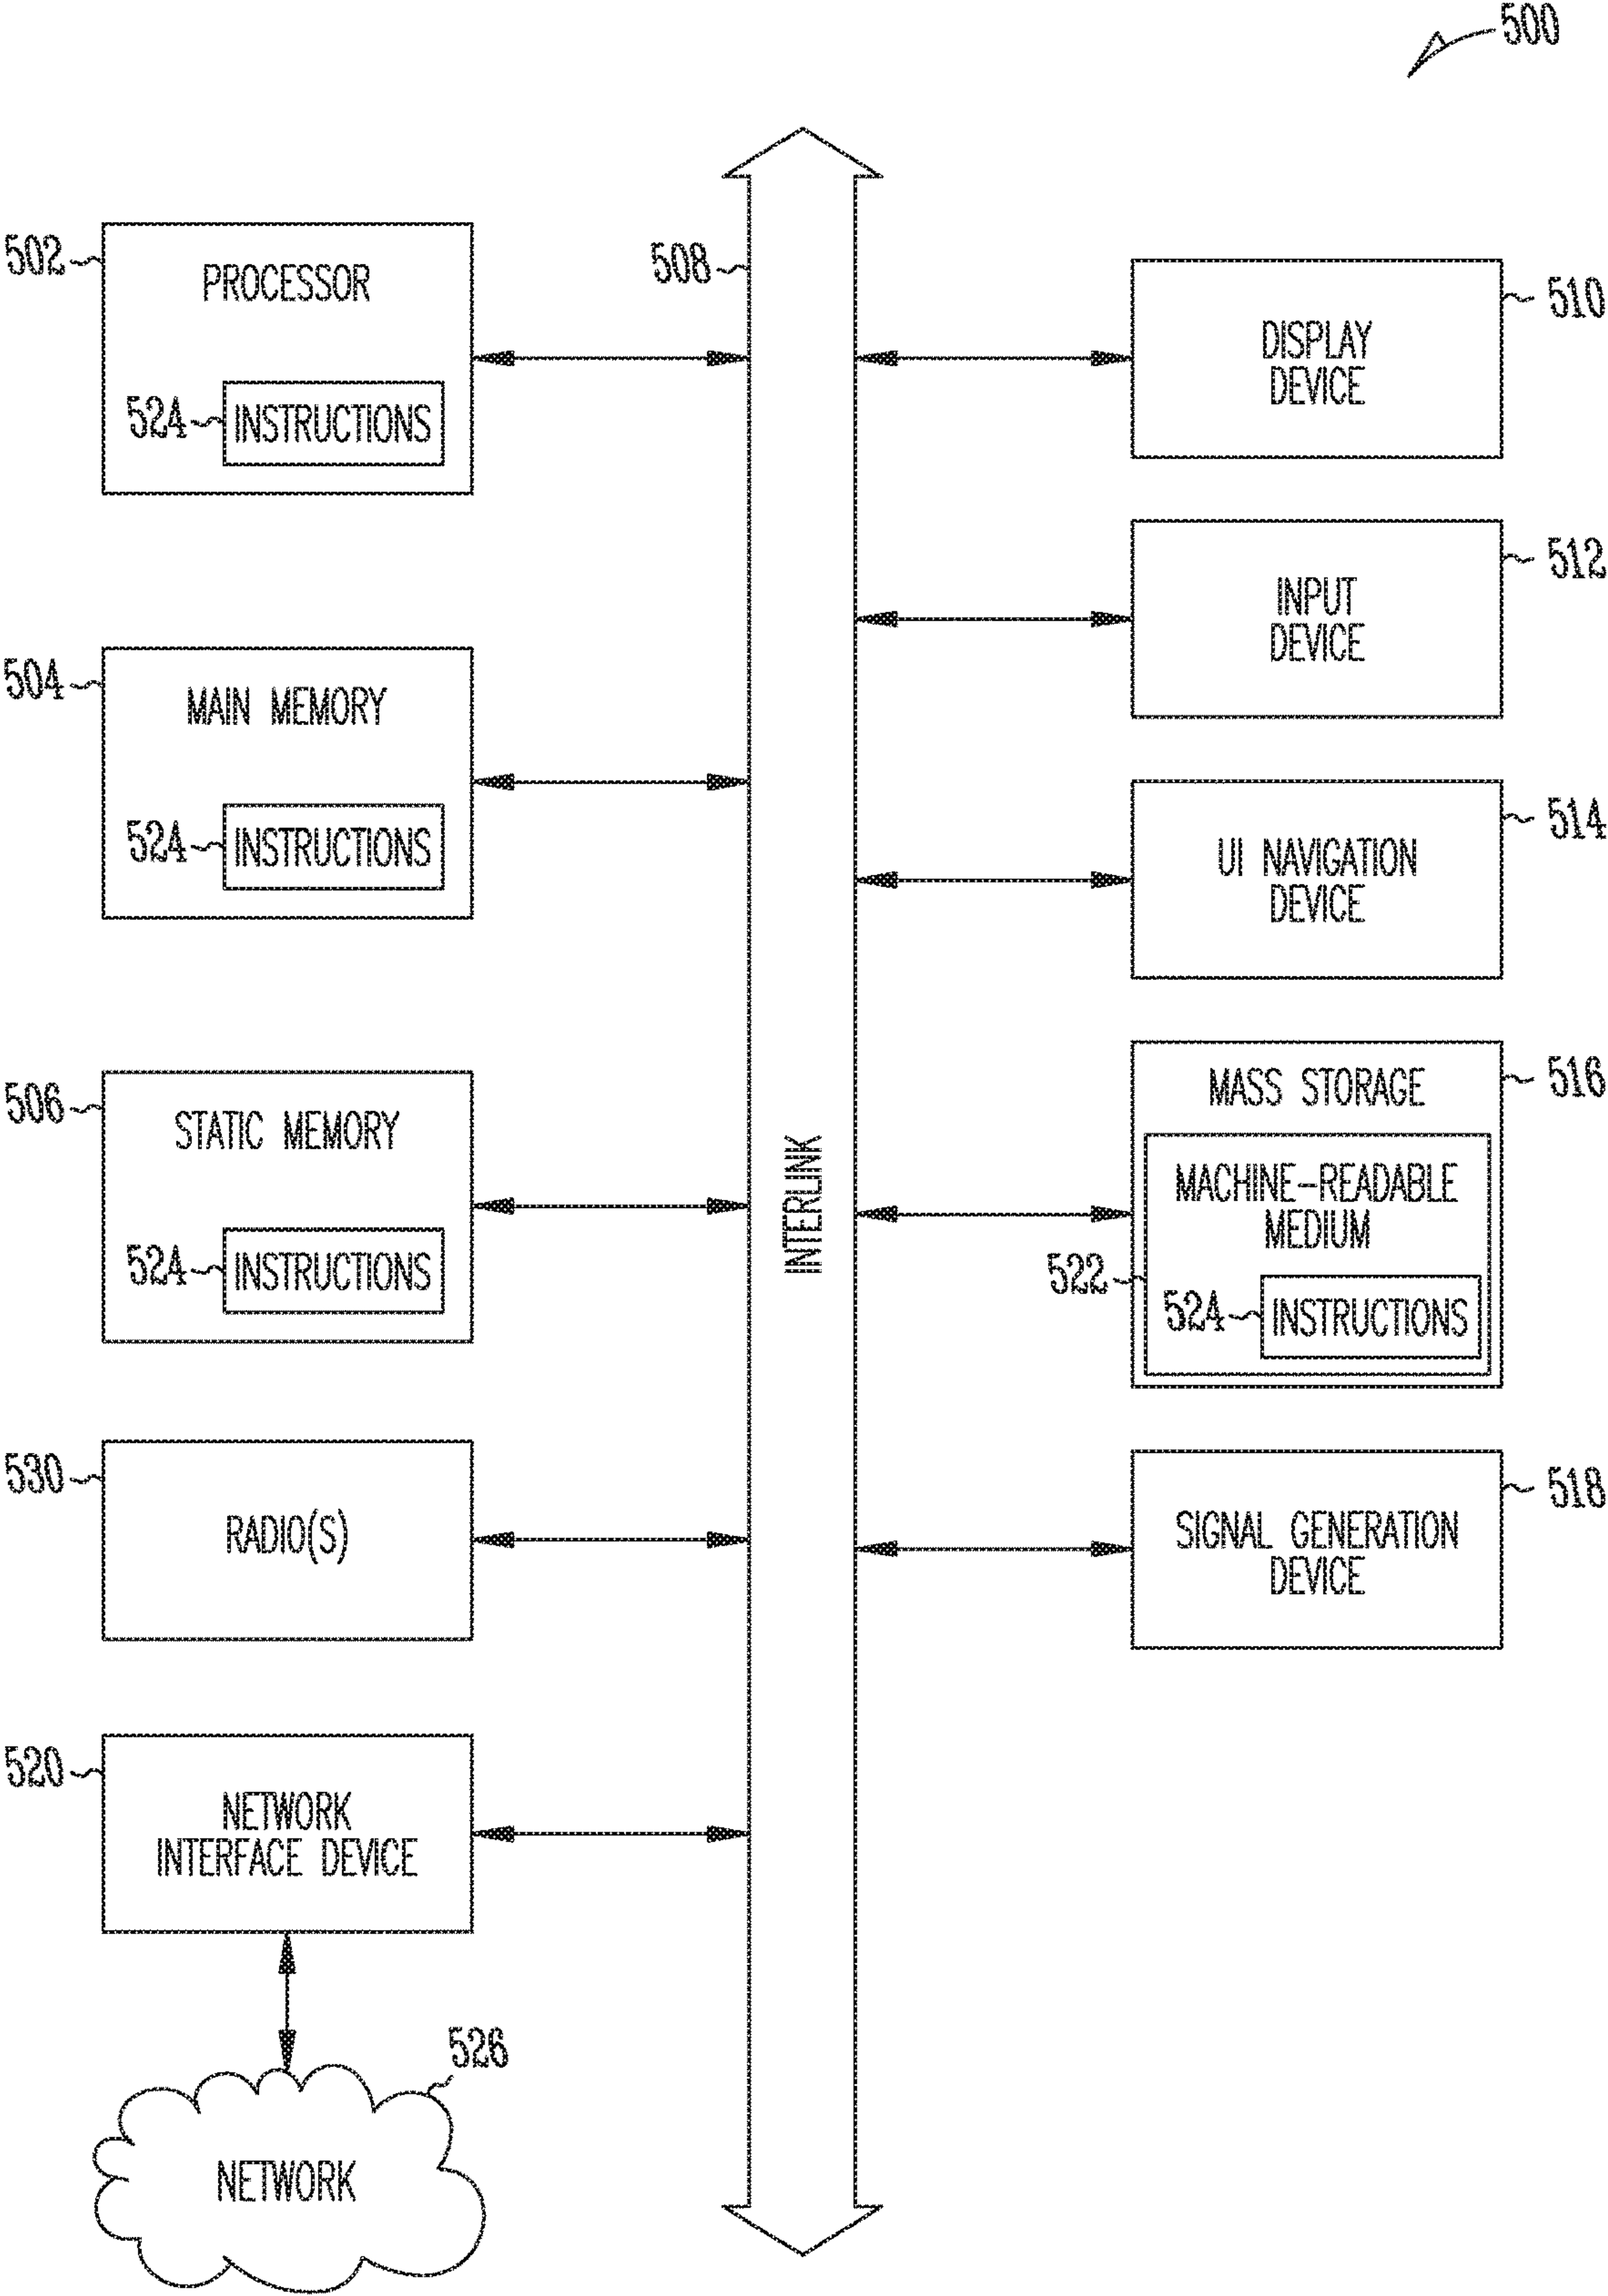 500
502
PROCESSOR
524
INSTRUCTIONS
504
MAIN MEMORY
524
INSTRUCTIONS
506
STATIC MEMORY
524
INSTRUCTIONS
530
RADIO(S)
520
NETWORK
INTERFACE DEVICE
526
NETWORK
508
INTERLINK
510
DISPLAY
DEVICE
512
INPUT
DEVICE
514
UI NAVIGATION
DEVICE
516
MASS STORAGE
MACHINE-READABLE
MEDIUM
522
524
INSTRUCTIONS
518
SIGNAL GENERATION
DEVICE